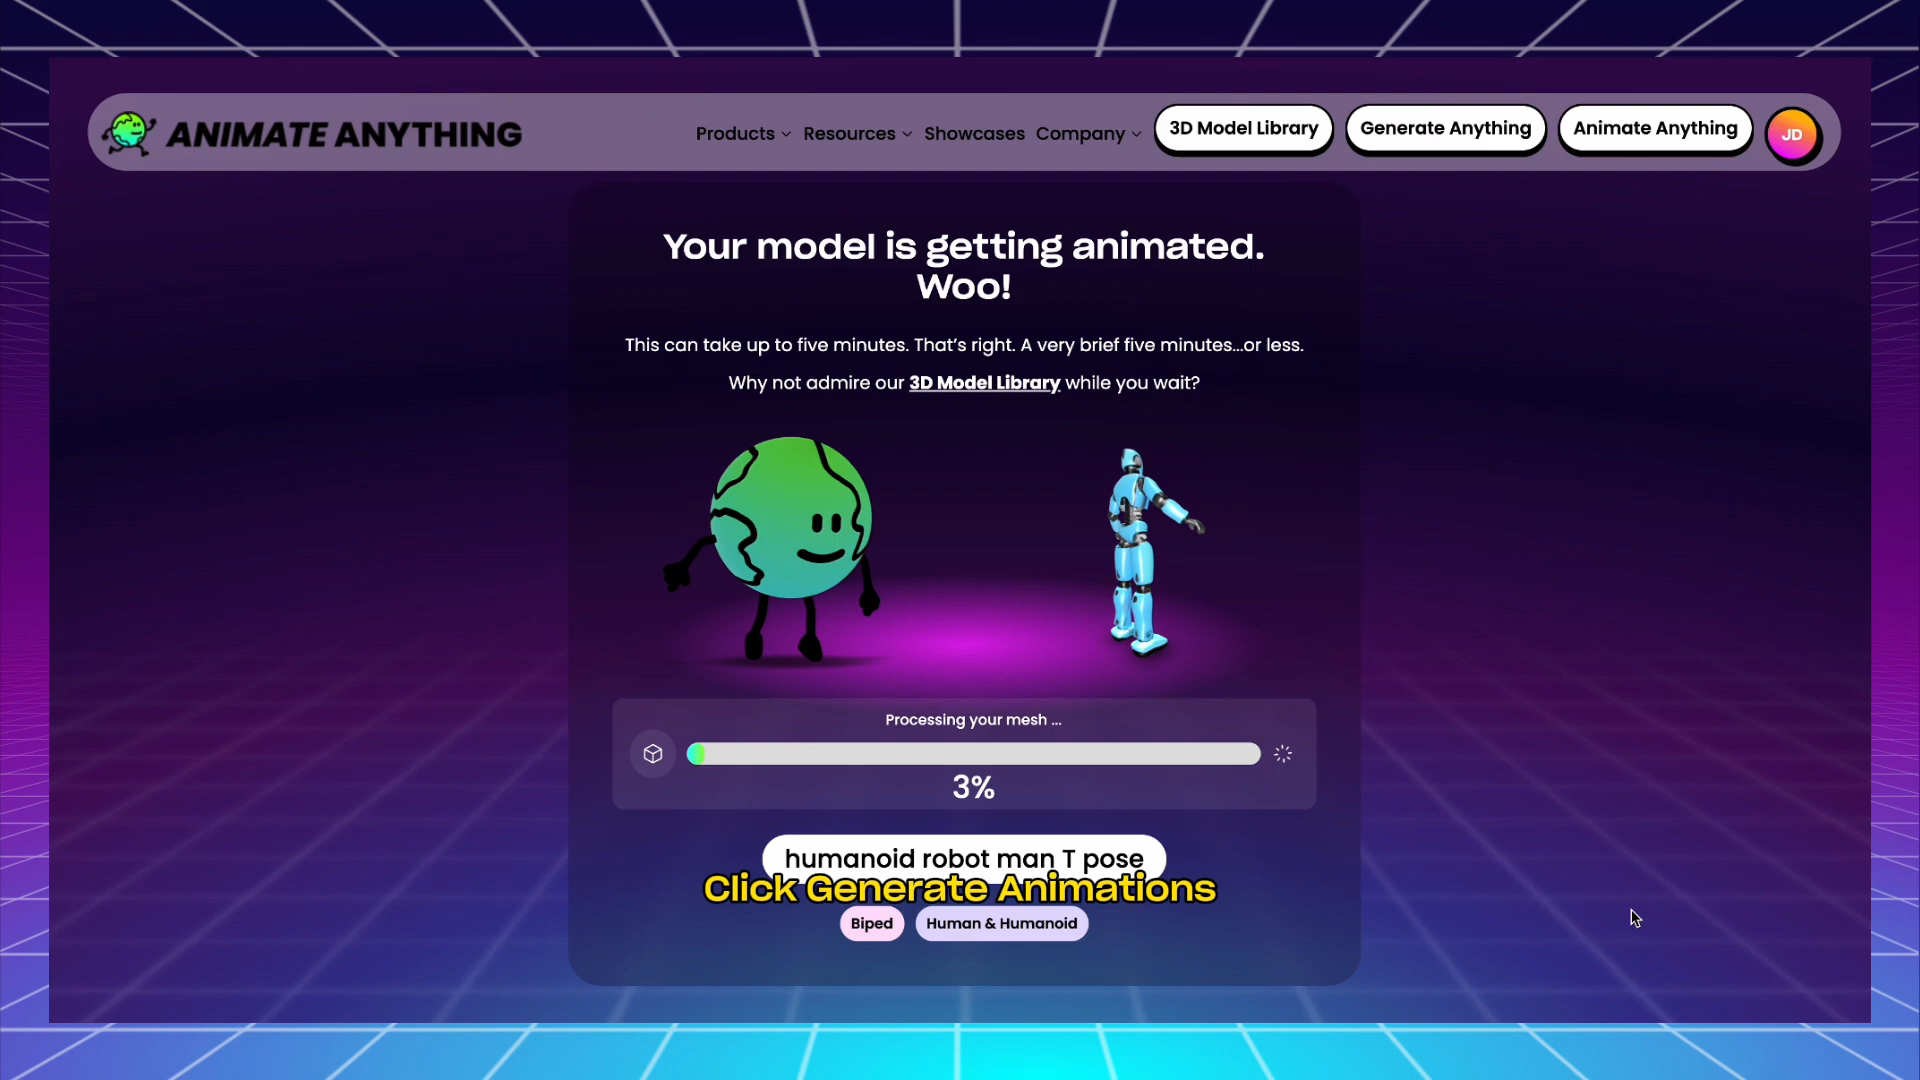 ANIMATE ANYTHING
Products Resources Showcases Company 3D Model Library Generate Anything Animate Anything JD
Your model is getting animated.
Woo!
This can take up to five minutes. That's right. A very brief five minutes...or less.
Why not admire our 3D Model Library while you wait?
Processing your mesh ...
3%
humanoid robot man T pose
Click Generate Animations
Biped Human & Humanoid